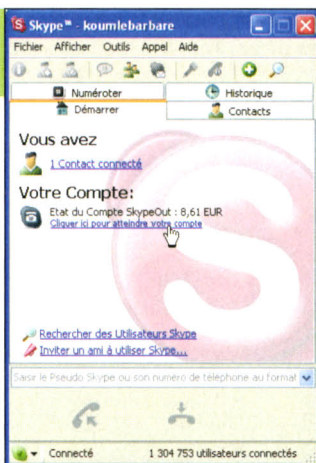 Skype™ - koumlebarbare
Fichier Afficher Outils Appel Aide
Numéroter Historique
Démarrer Contacts
Vous avez
1 Contact connecté
Votre Compte:
Etat du Compte SkypeOut : 8,61 EUR
Cliquer ici pour atteindre votre compte
Rechercher des Utilisateurs Skype
Inviter un ami à utiliser Skype...
Saisir le Pseudo Skype ou son numéro de téléphone au format
Connecté 1 304 753 utilisateurs connectés